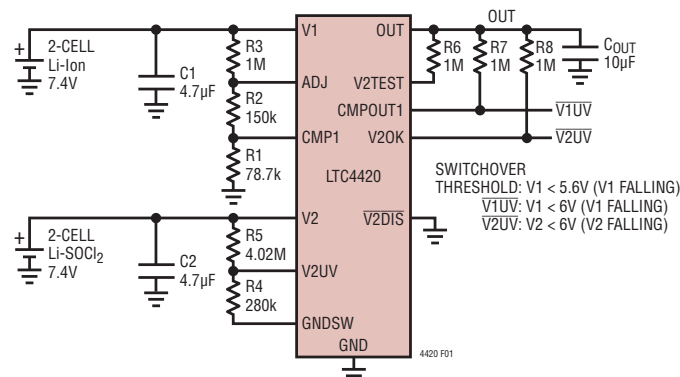 2-CELL
Li-Ion
7.4V
C1
4.7µF
R3
1M
R2
150k
R1
78.7k
2-CELL
Li-SOCl2
7.4V
C2
4.7µF
R5
4.02M
R4
280k
V1
ADJ
CMP1
V2
V2UV
GNDSW
GND
LTC4420
OUT
V2TEST
CMPOUT1
V2OK
V2DIS
OUT
R6
1M
R7
1M
R8
1M
COUT
10µF
V1UV
V2UV
SWITCHOVER
THRESHOLD: V1 < 5.6V (V1 FALLING)
V1UV: V1 < 6V (V1 FALLING)
V2UV: V2 < 6V (V2 FALLING)
4420 F01